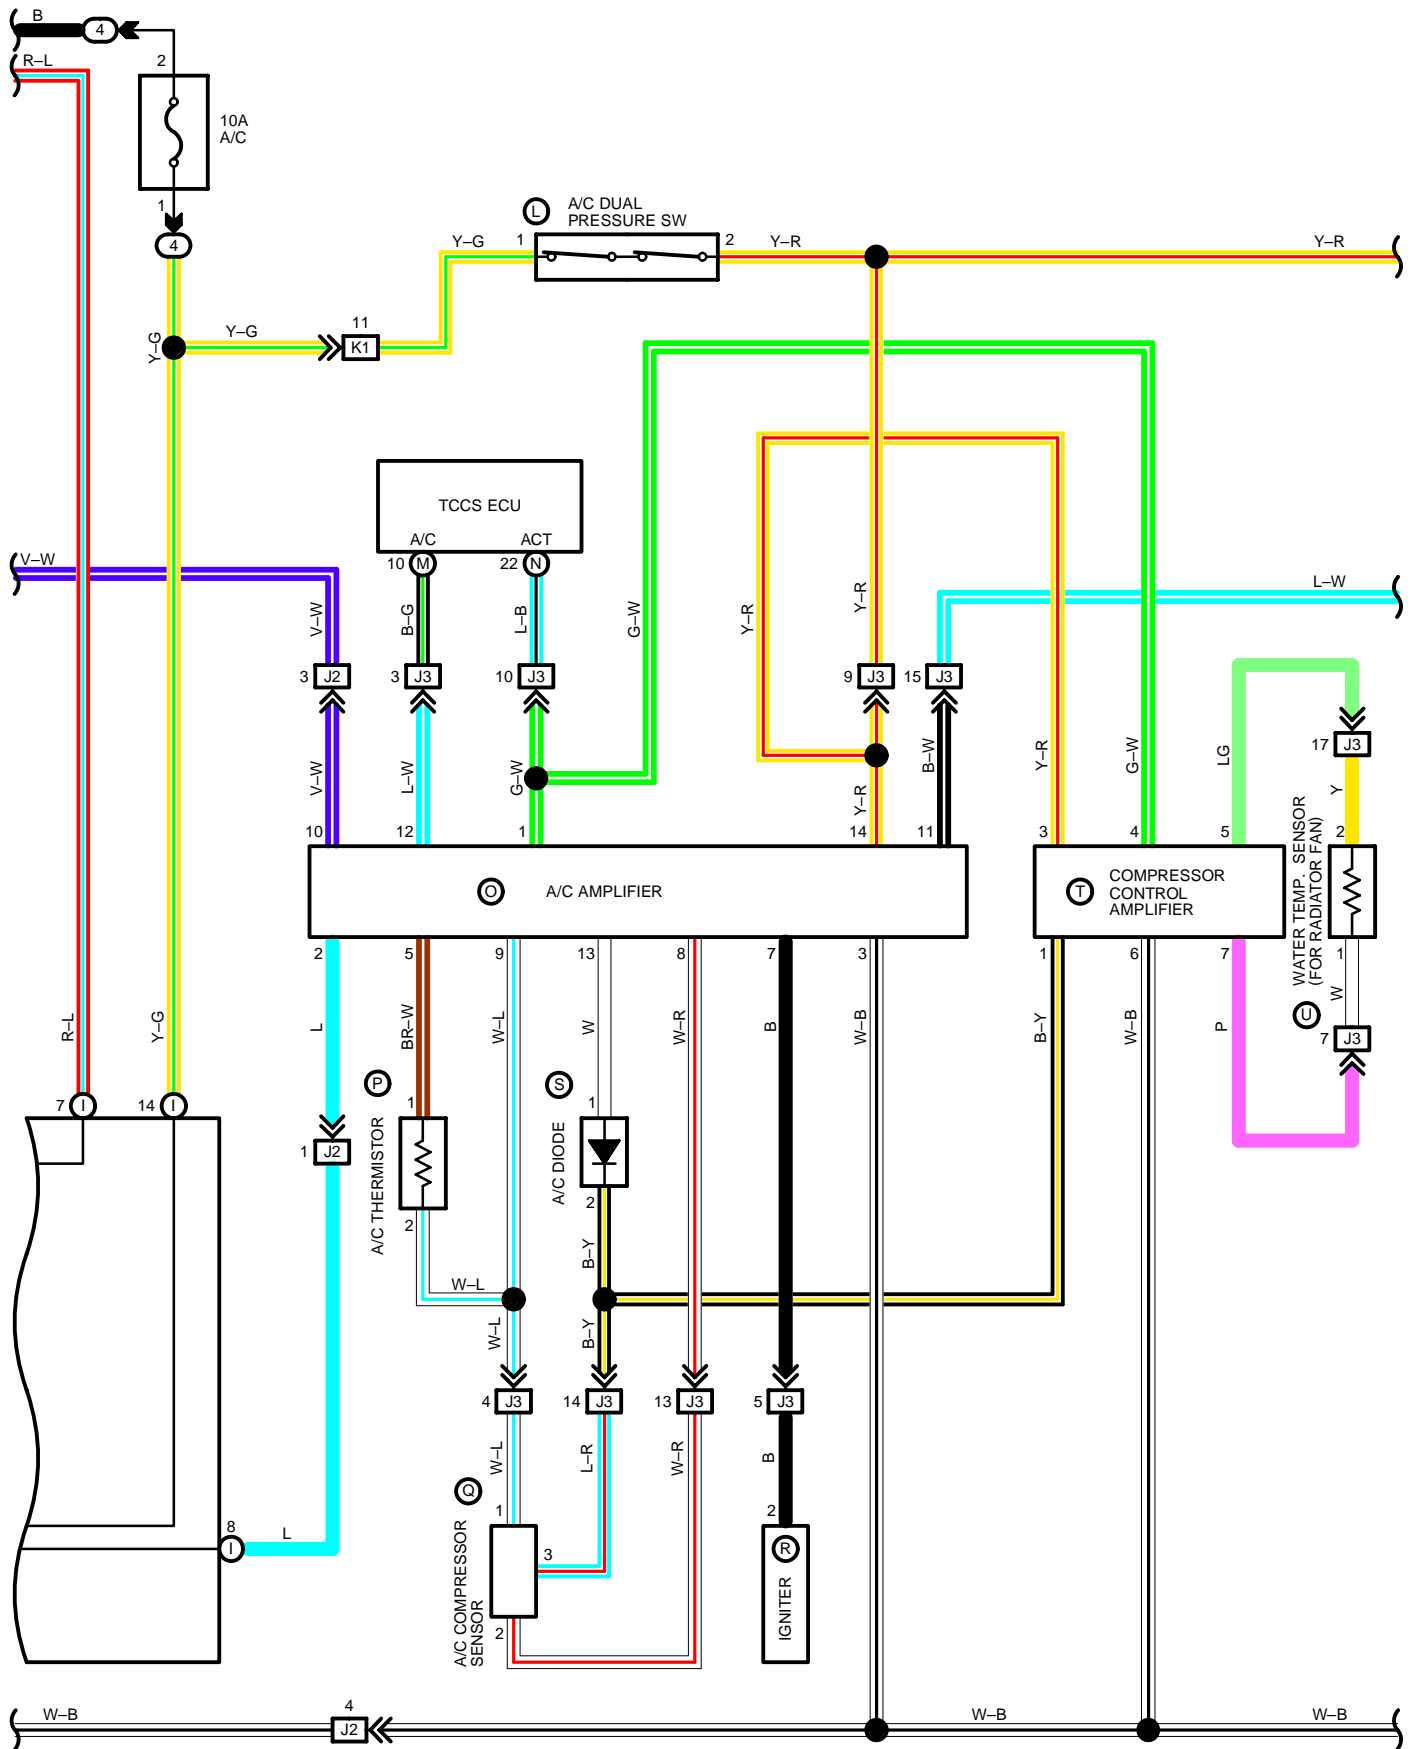 B
4
R–L
2
10A
A/C
1
4
L
A/C DUAL
PRESSURE SW
Y–G
1
2
Y–R
Y–R
Y–G
Y–G
11
K1
TCCS ECU
A/C
ACT
10
M
22
N
V–W
L–W
V–W
B–G
L–B
G–W
Y–R
Y–R
3
J2
3
J3
10
J3
9
J3
15
J3
17
J3
V–W
L–W
G–W
Y–R
B–W
Y–R
G–W
LG
Y
10
12
1
14
11
3
4
5
2
O
A/C AMPLIFIER
T
COMPRESSOR
CONTROL
AMPLIFIER
WATER TEMP. SENSOR
(FOR RADIATOR FAN)
U
2
5
9
13
8
7
3
1
6
7
1
R–L
Y–G
L
BR–W
W–L
W
W–R
B
W–B
B–Y
W–B
P
W
7
J3
7
I
14
I
P
1
S
1
1
J2
A/C THERMISTOR
A/C DIODE
2
2
W–L
B–Y
W–L
B–Y
4
J3
14
J3
13
J3
5
J3
W–L
L–R
W–R
B
Q
1
2
8
I
L
3
R
IGNITER
A/C COMPRESSOR
SENSOR
2
W–B
4
J2
W–B
W–B